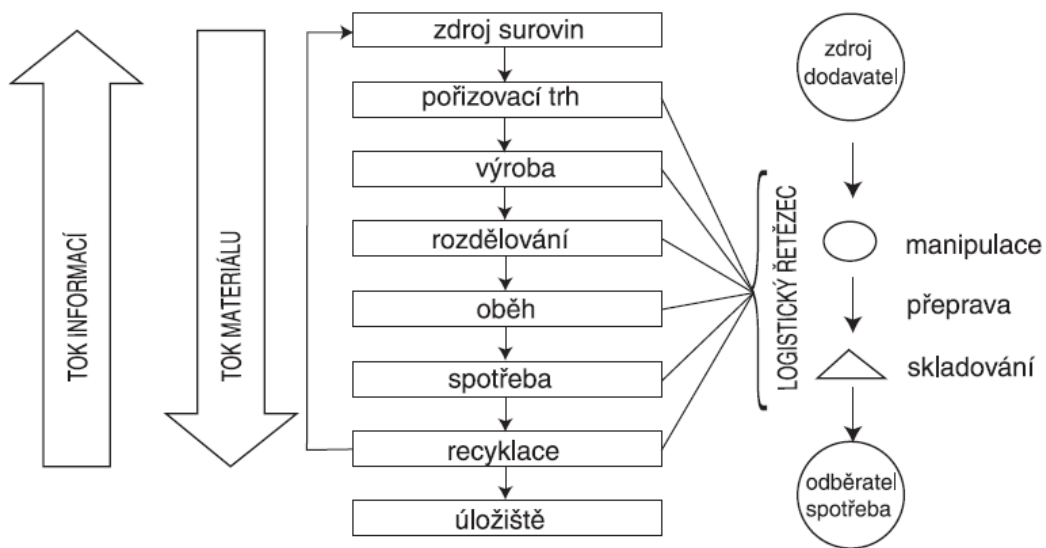 TOK INFORMACÍ
TOK MATERIÁLU
zdroj surovin
pořizovací trh
výroba
rozdělování
oběh
spotřeba
recyklace
úložiště
LOGISTICKÝ ŘETĚZEC
zdroj
dodavatel
manipulace
přeprava
skladování
odběratel
spotřeba